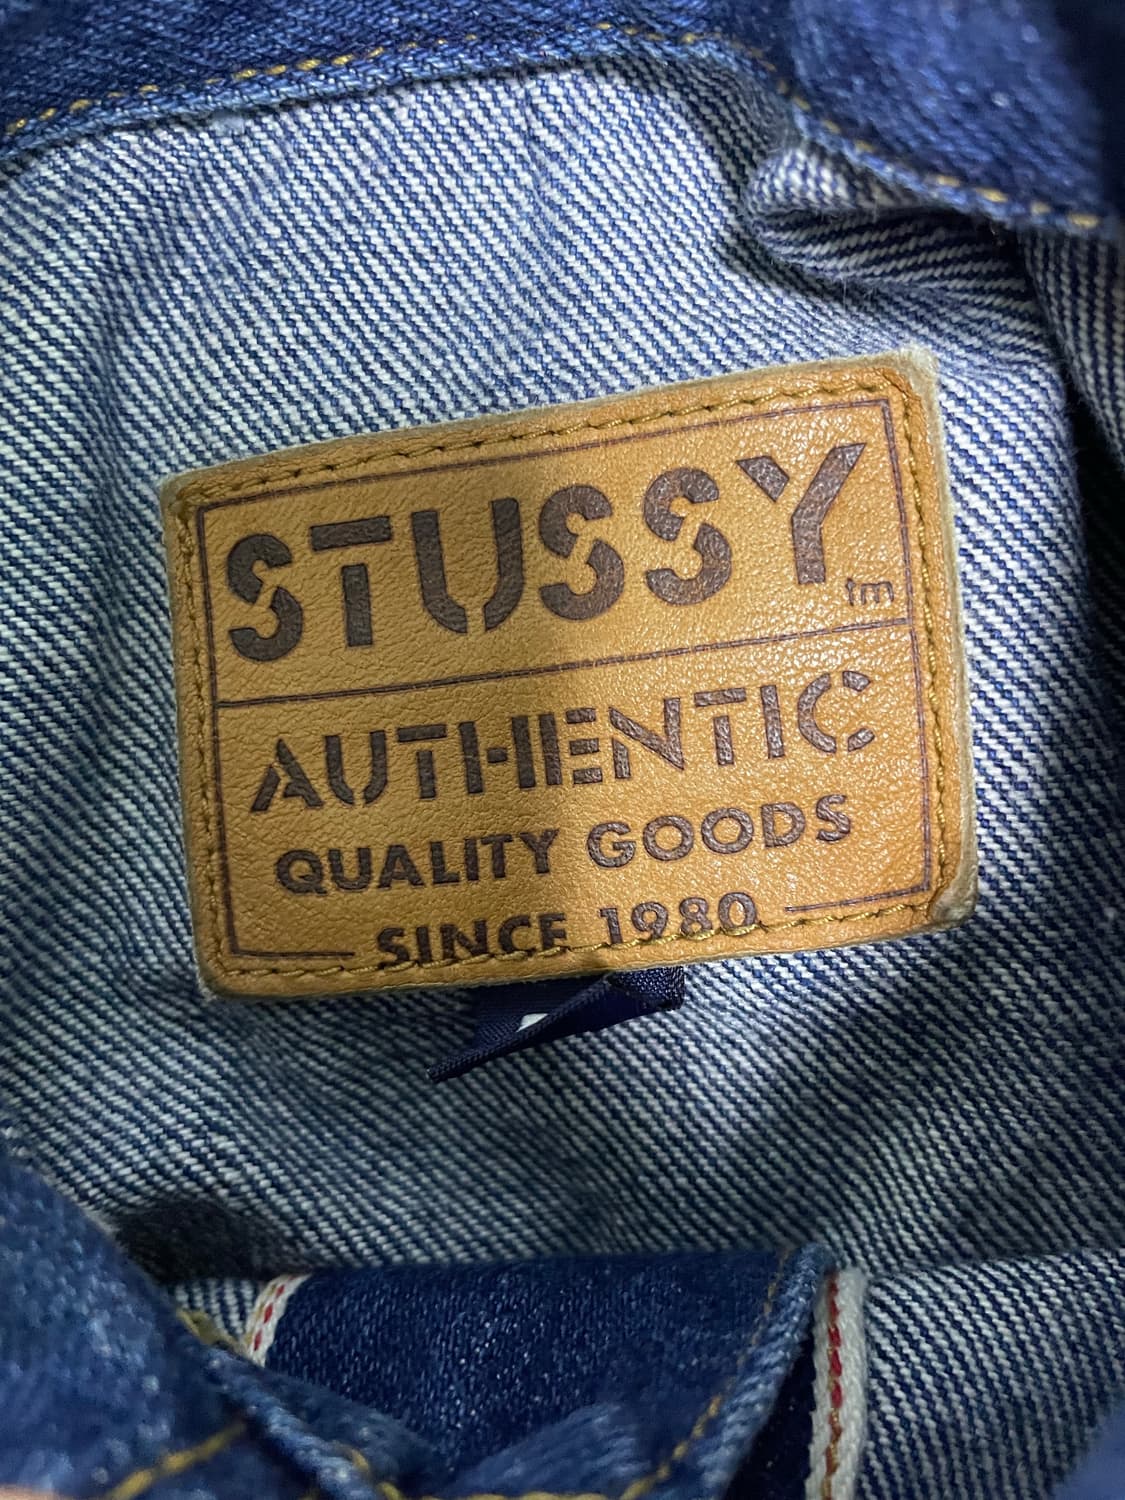 STUSSY tm
AUTHENTIC
QUALITY GOODS
SINCE 1980